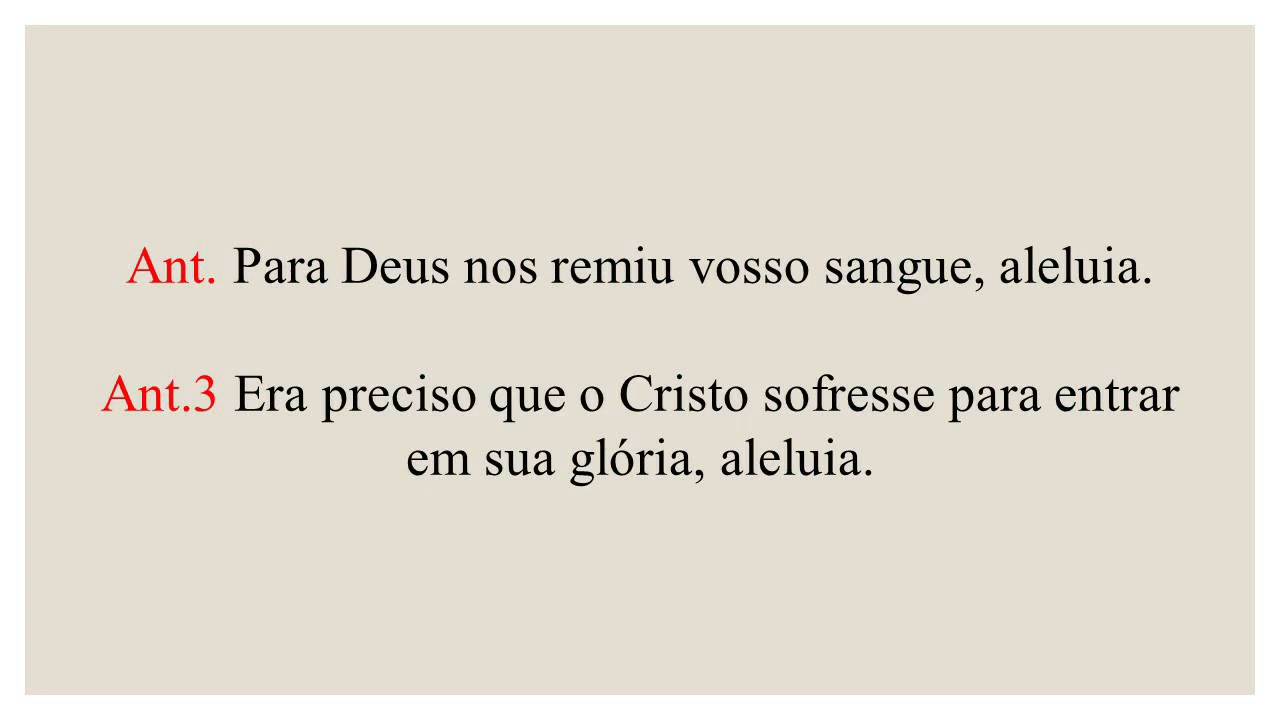 Ant. Para Deus nos remiu vosso sangue, aleluia.
Ant.3 Era preciso que o Cristo sofresse para entrar
em sua glória, aleluia.